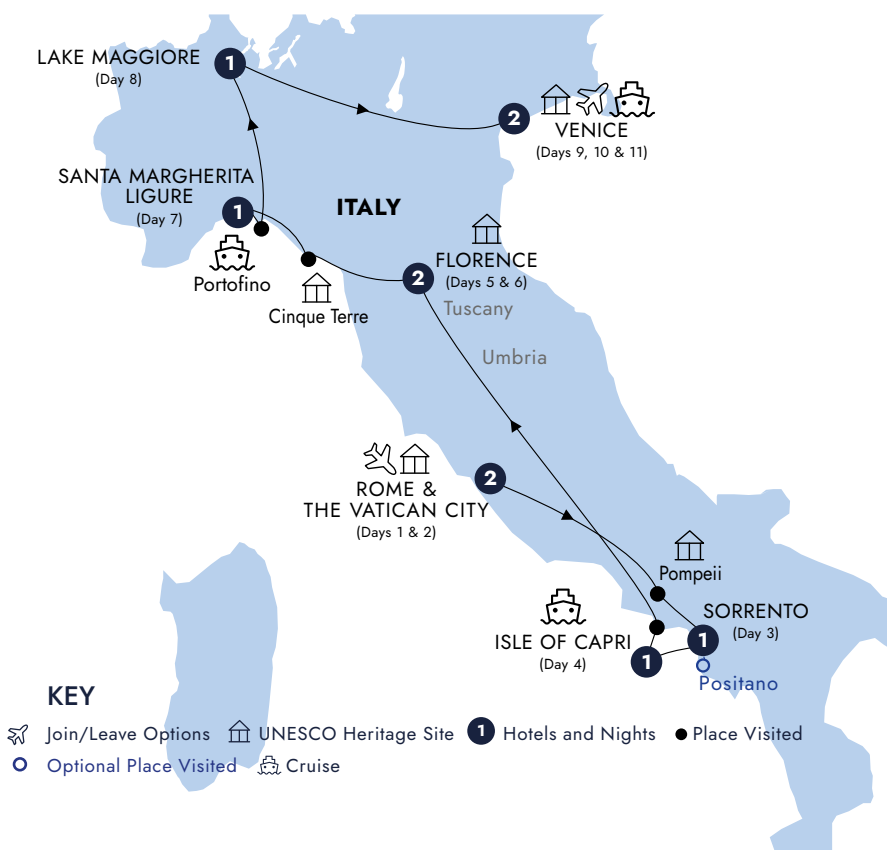 LAKE MAGGIORE
(Day 8)
1
2
VENICE
(Days 9, 10 & 11)
SANTA MARGHERITA
LIGURE
(Day 7)
1
ITALY
Portofino
Cinque Terre
FLORENCE
(Days 5 & 6)
2
Tuscany
Umbria
2
ROME &
THE VATICAN CITY
(Days 1 & 2)
Pompeii
SORRENTO
(Day 3)
1
ISLE OF CAPRI
(Day 4)
1
Positano
KEY
Join/Leave Options UNESCO Heritage Site 1 Hotels and Nights Place Visited
Optional Place Visited Cruise